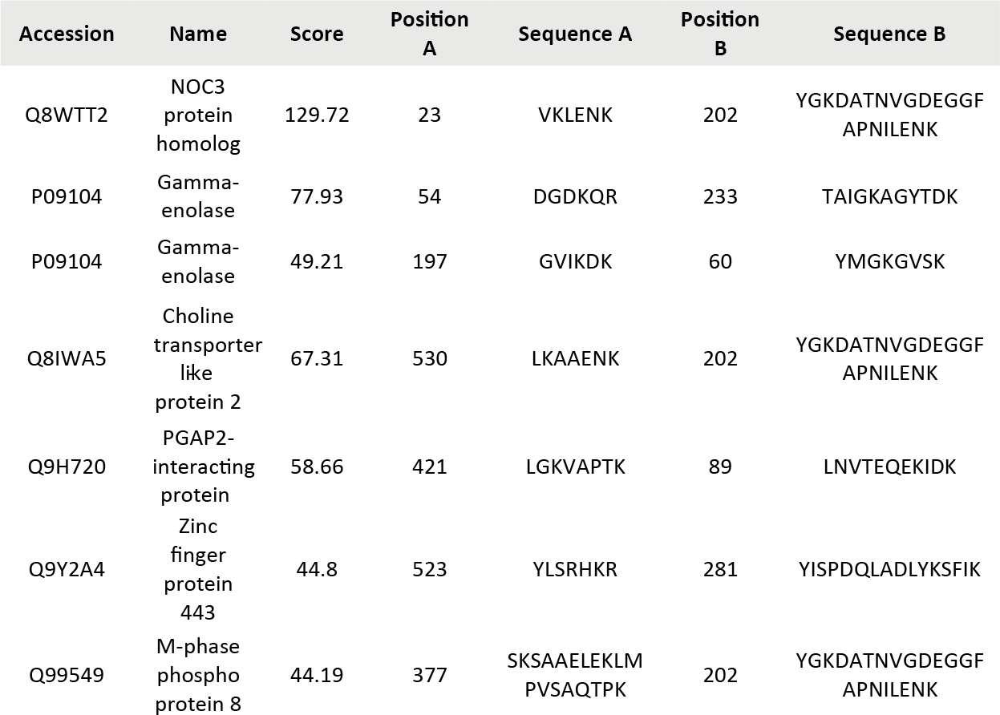 Accession Name Score Position A Sequence A Position B Sequence B
Q8WTT2 NOC3 protein homolog 129.72 23 VKLENK 202 YGKDATNVGDEGGFAPNILENK
P09104 Gamma-enolase 77.93 54 DGDKQR 233 TAIGKAGYTDK
P09104 Gamma-enolase 49.21 197 GVIKDK 60 YMGKGVSK
Q8IWA5 Choline transporter-like protein 2 67.31 530 LKAAENK 202 YGKDATNVGDEGGFAPNILENK
Q9H720 PGAP2-interacting protein 58.66 421 LGKVAPTK 89 LNVTEQEKIDK
Q9Y2A4 Zinc finger protein 443 44.8 523 YLSRHKR 281 YISPDQLADLYKSFIK
Q99549 M-phase phospho protein 8 44.19 377 SKSAAELEKLMPVSAQTPK 202 YGKDATNVGDEGGFAPNILENK